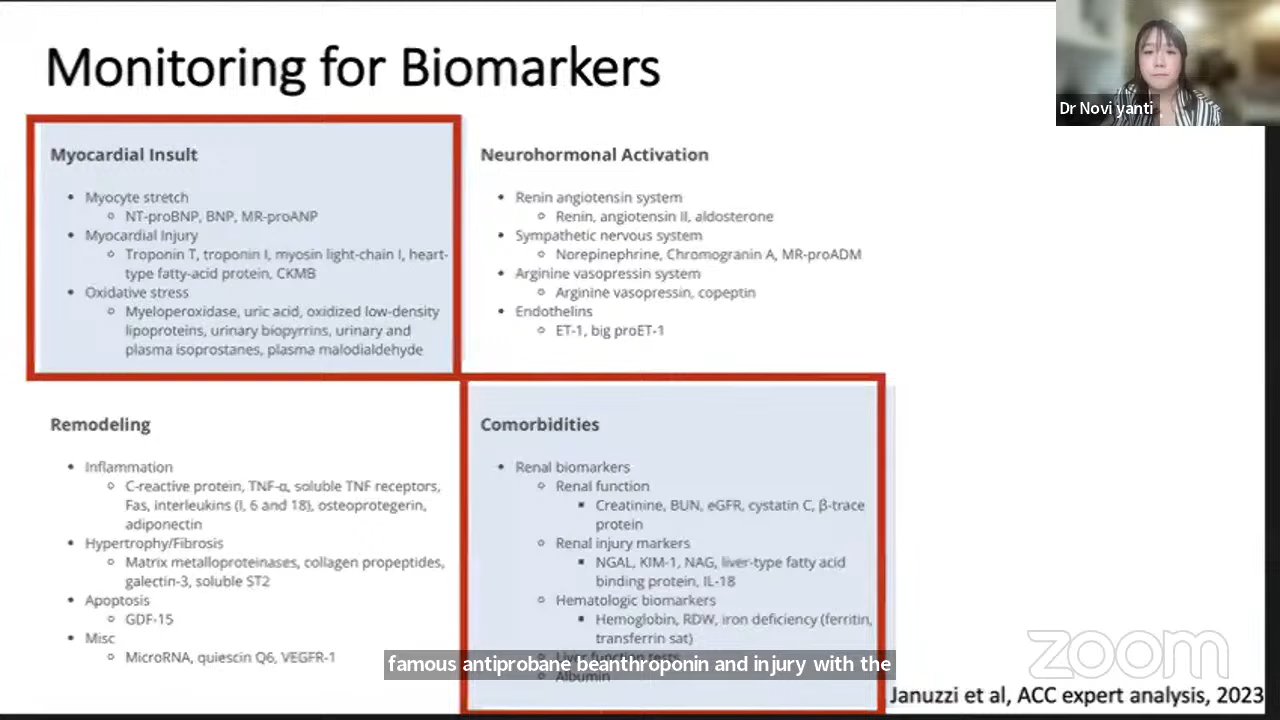 Monitoring for Biomarkers
Dr Novi yanti
Myocardial Insult
• Myocyte stretch
○ NT-proBNP, BNP, MR-proANP
• Myocardial Injury
○ Troponin T, troponin I, myosin light-chain I, heart-
type fatty-acid protein, CKMB
• Oxidative stress
○ Myeloperoxidase, uric acid, oxidized low-density
lipoproteins, urinary biopyrrins, urinary and
plasma isoprostanes, plasma malodialdehyde
Neurohormonal Activation
• Renin angiotensin system
○ Renin, angiotensin II, aldosterone
• Sympathetic nervous system
○ Norepinephrine, Chromogranin A, MR-proADM
• Arginine vasopressin system
○ Arginine vasopressin, copeptin
• Endothelins
○ ET-1, big proET-1
Remodeling
• Inflammation
○ C-reactive protein, TNF-α, soluble TNF receptors,
Fas, interleukins (I, 6 and 18), osteoprotegerin,
adiponectin
• Hypertrophy/Fibrosis
○ Matrix metalloproteinases, collagen propeptides,
galectin-3, soluble ST2
• Apoptosis
○ GDF-15
• Misc
○ MicroRNA, quiescin Q6, VEGFR-1
Comorbidities
• Renal biomarkers
○ Renal function
▪ Creatinine, BUN, eGFR, cystatin C, β-trace
protein
○ Renal injury markers
▪ NGAL, KIM-1, NAG, liver-type fatty acid
binding protein, IL-18
○ Hematologic biomarkers
▪ Hemoglobin, RDW, iron deficiency (ferritin,
transferrin sat)
○ Liver function tests
○ Albumin
famous antiprobane beanthroponin and injury with the
zoom
Januzzi et al, ACC expert analysis, 2023